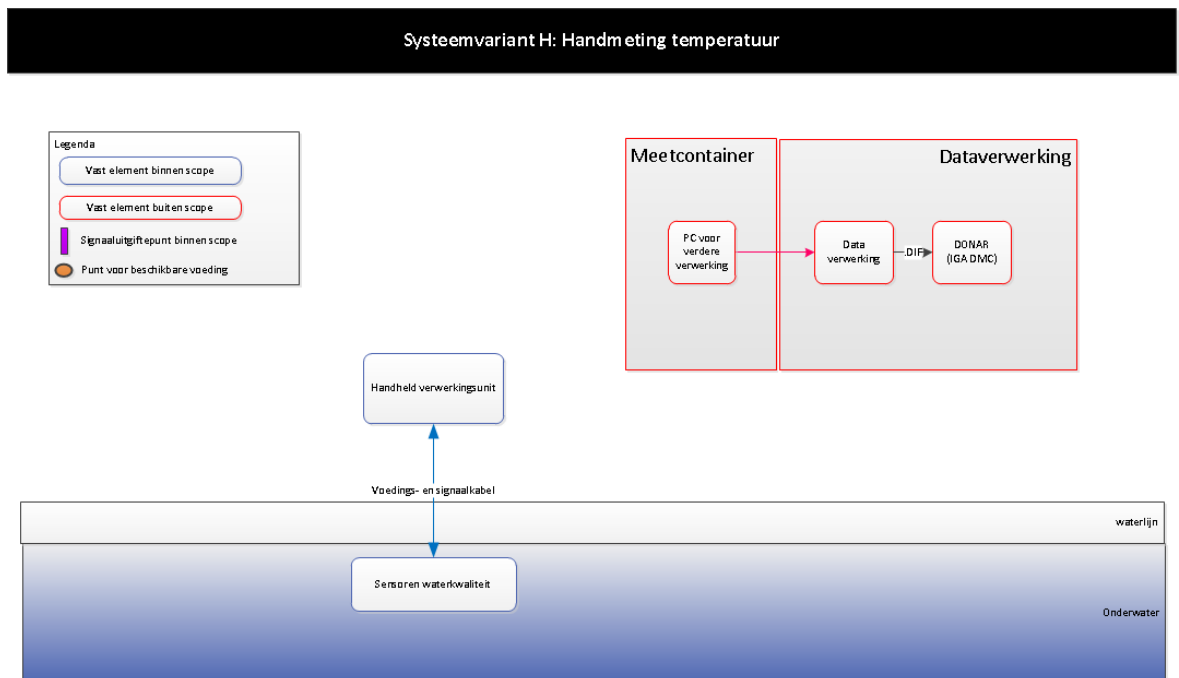 Systeemvariant H: Handmeting temperatuur
Legenda
Vast element binnen scope
Vast element buiten scope
Signaaluitgiftepunt binnen scope
Punt voor beschikbare voeding
Meetcontainer
Dataverwerking
PC voor
verdere
verwerking
Data
verwerking
.DIF
DONAR
(IGA DMC)
Handheld verwerkingsunit
Voedings- en signaalkabel
waterlijn
Sensoren waterkwaliteit
Onderwater